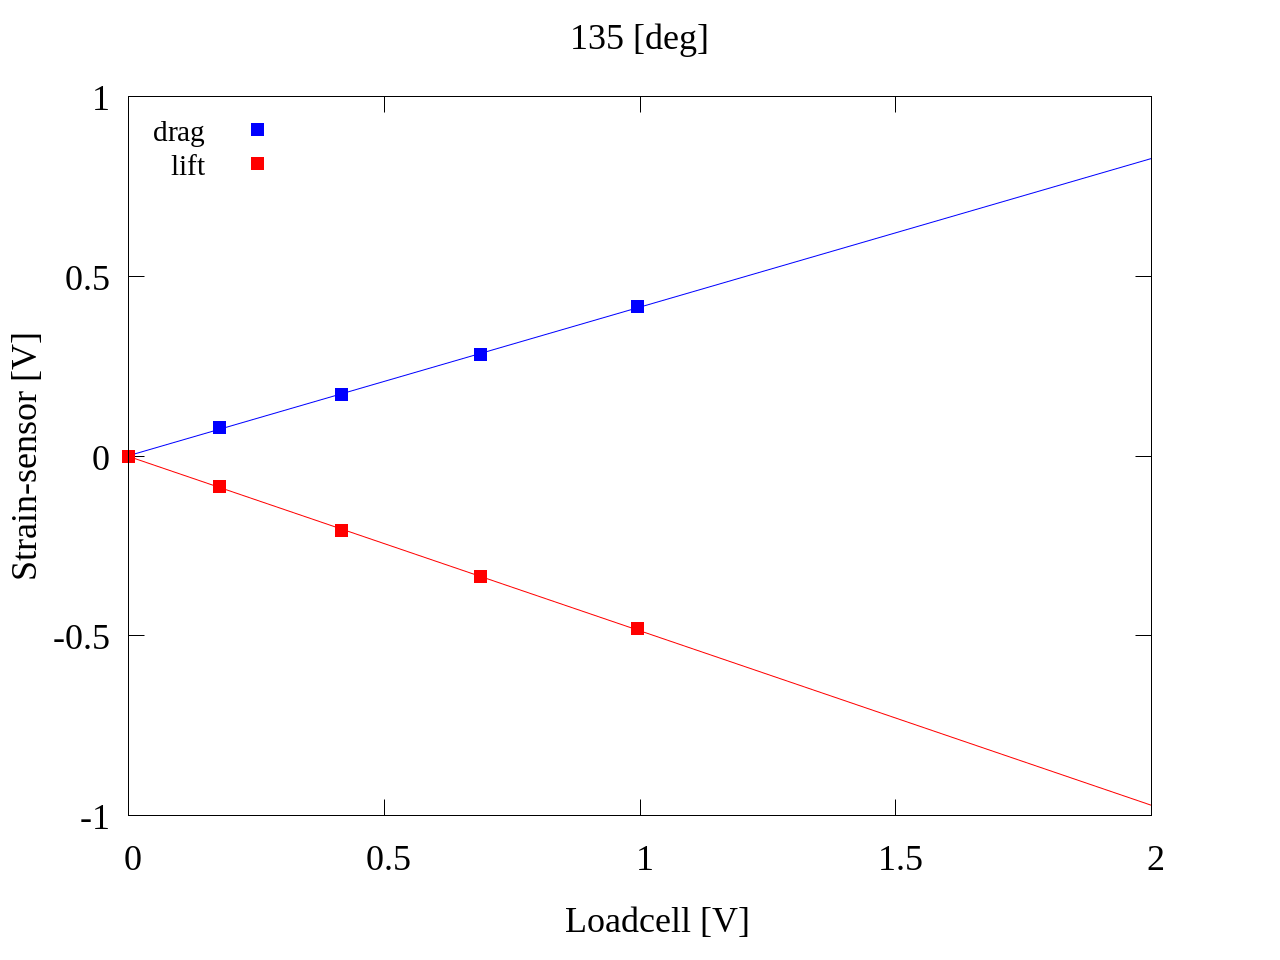 135 [deg]
1
drag
lift
0.5
0
-0.5
-1
Strain-sensor [V]
0 0.5 1 1.5 2
Loadcell [V]